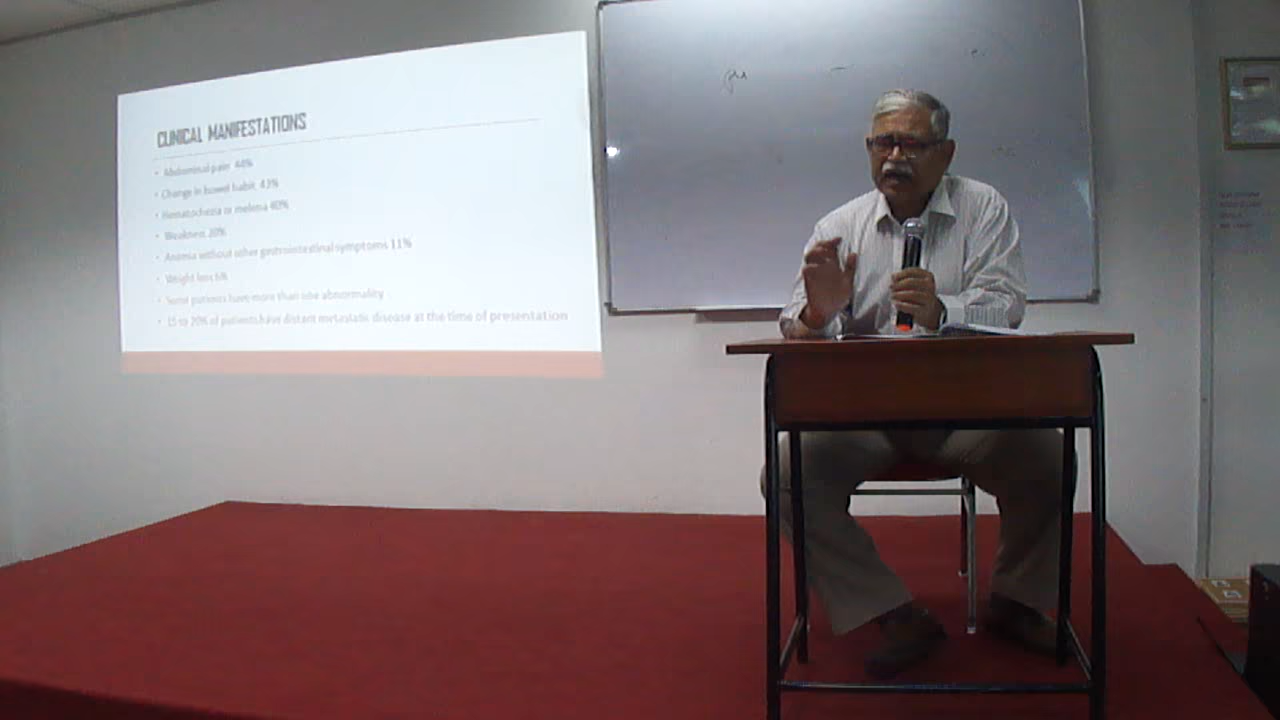 CLINICAL MANIFESTATIONS
• Abdominal pain 44%
• Change in bowel habit 43%
• Hematochezia or melena 40%
• Weakness 20%
• Anemia without other gastrointestinal symptoms 11%
• Weight loss 6%
• Some patients have more than one abnormality
• 15 to 20% of patients have distant metastatic disease at the time of presentation